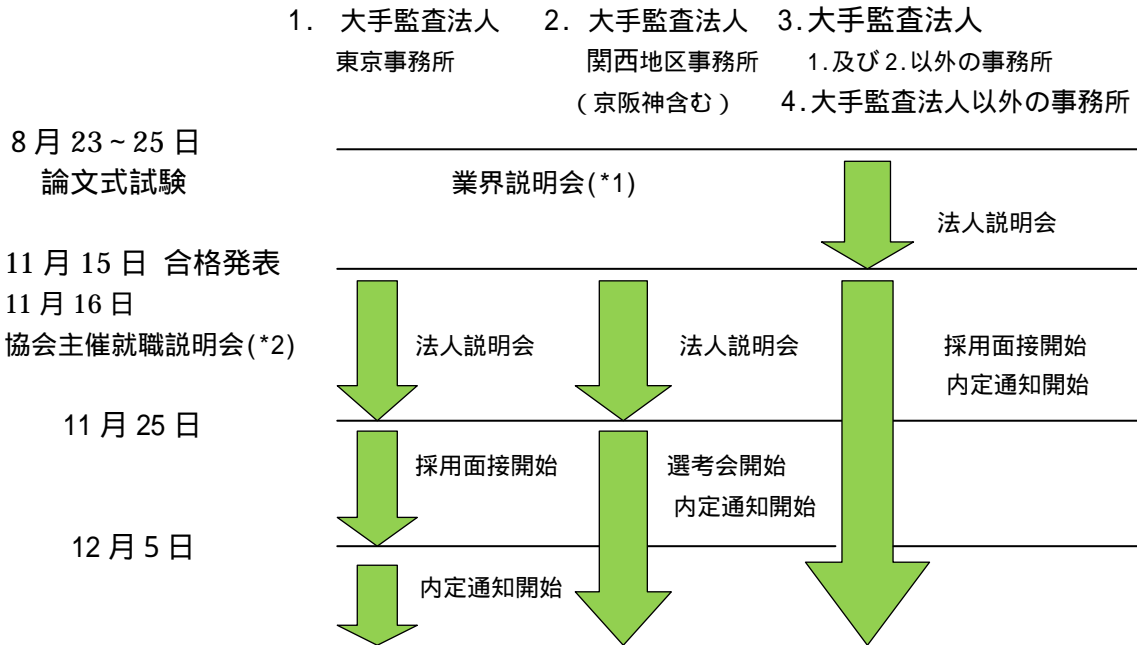 1. 大手監査法人 2. 大手監査法人 3.大手監査法人
東京事務所 関西地区事務所 1.及び2.以外の事務所
(京阪神含む) 4.大手監査法人以外の事務所
8月23~25日
論文式試験 業界説明会(*1)
法人説明会
11月15日 合格発表
11月16日
協会主催就職説明会(*2) 法人説明会 法人説明会 採用面接開始
内定通知開始
11月25日
採用面接開始 選考会開始
内定通知開始
12月5日
内定通知開始